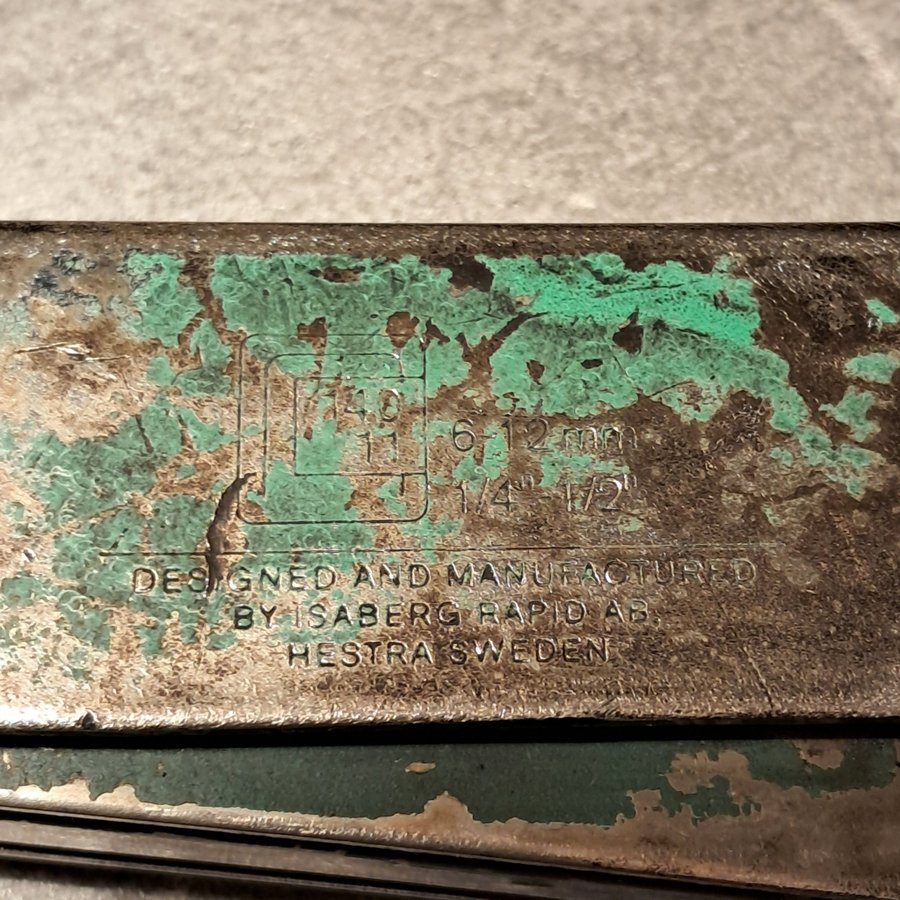 140
11
6-12 mm
1/4" 1/2"
DESIGNED AND MANUFACTURED
BY ISABERG RAPID AB,
HESTRA SWEDEN